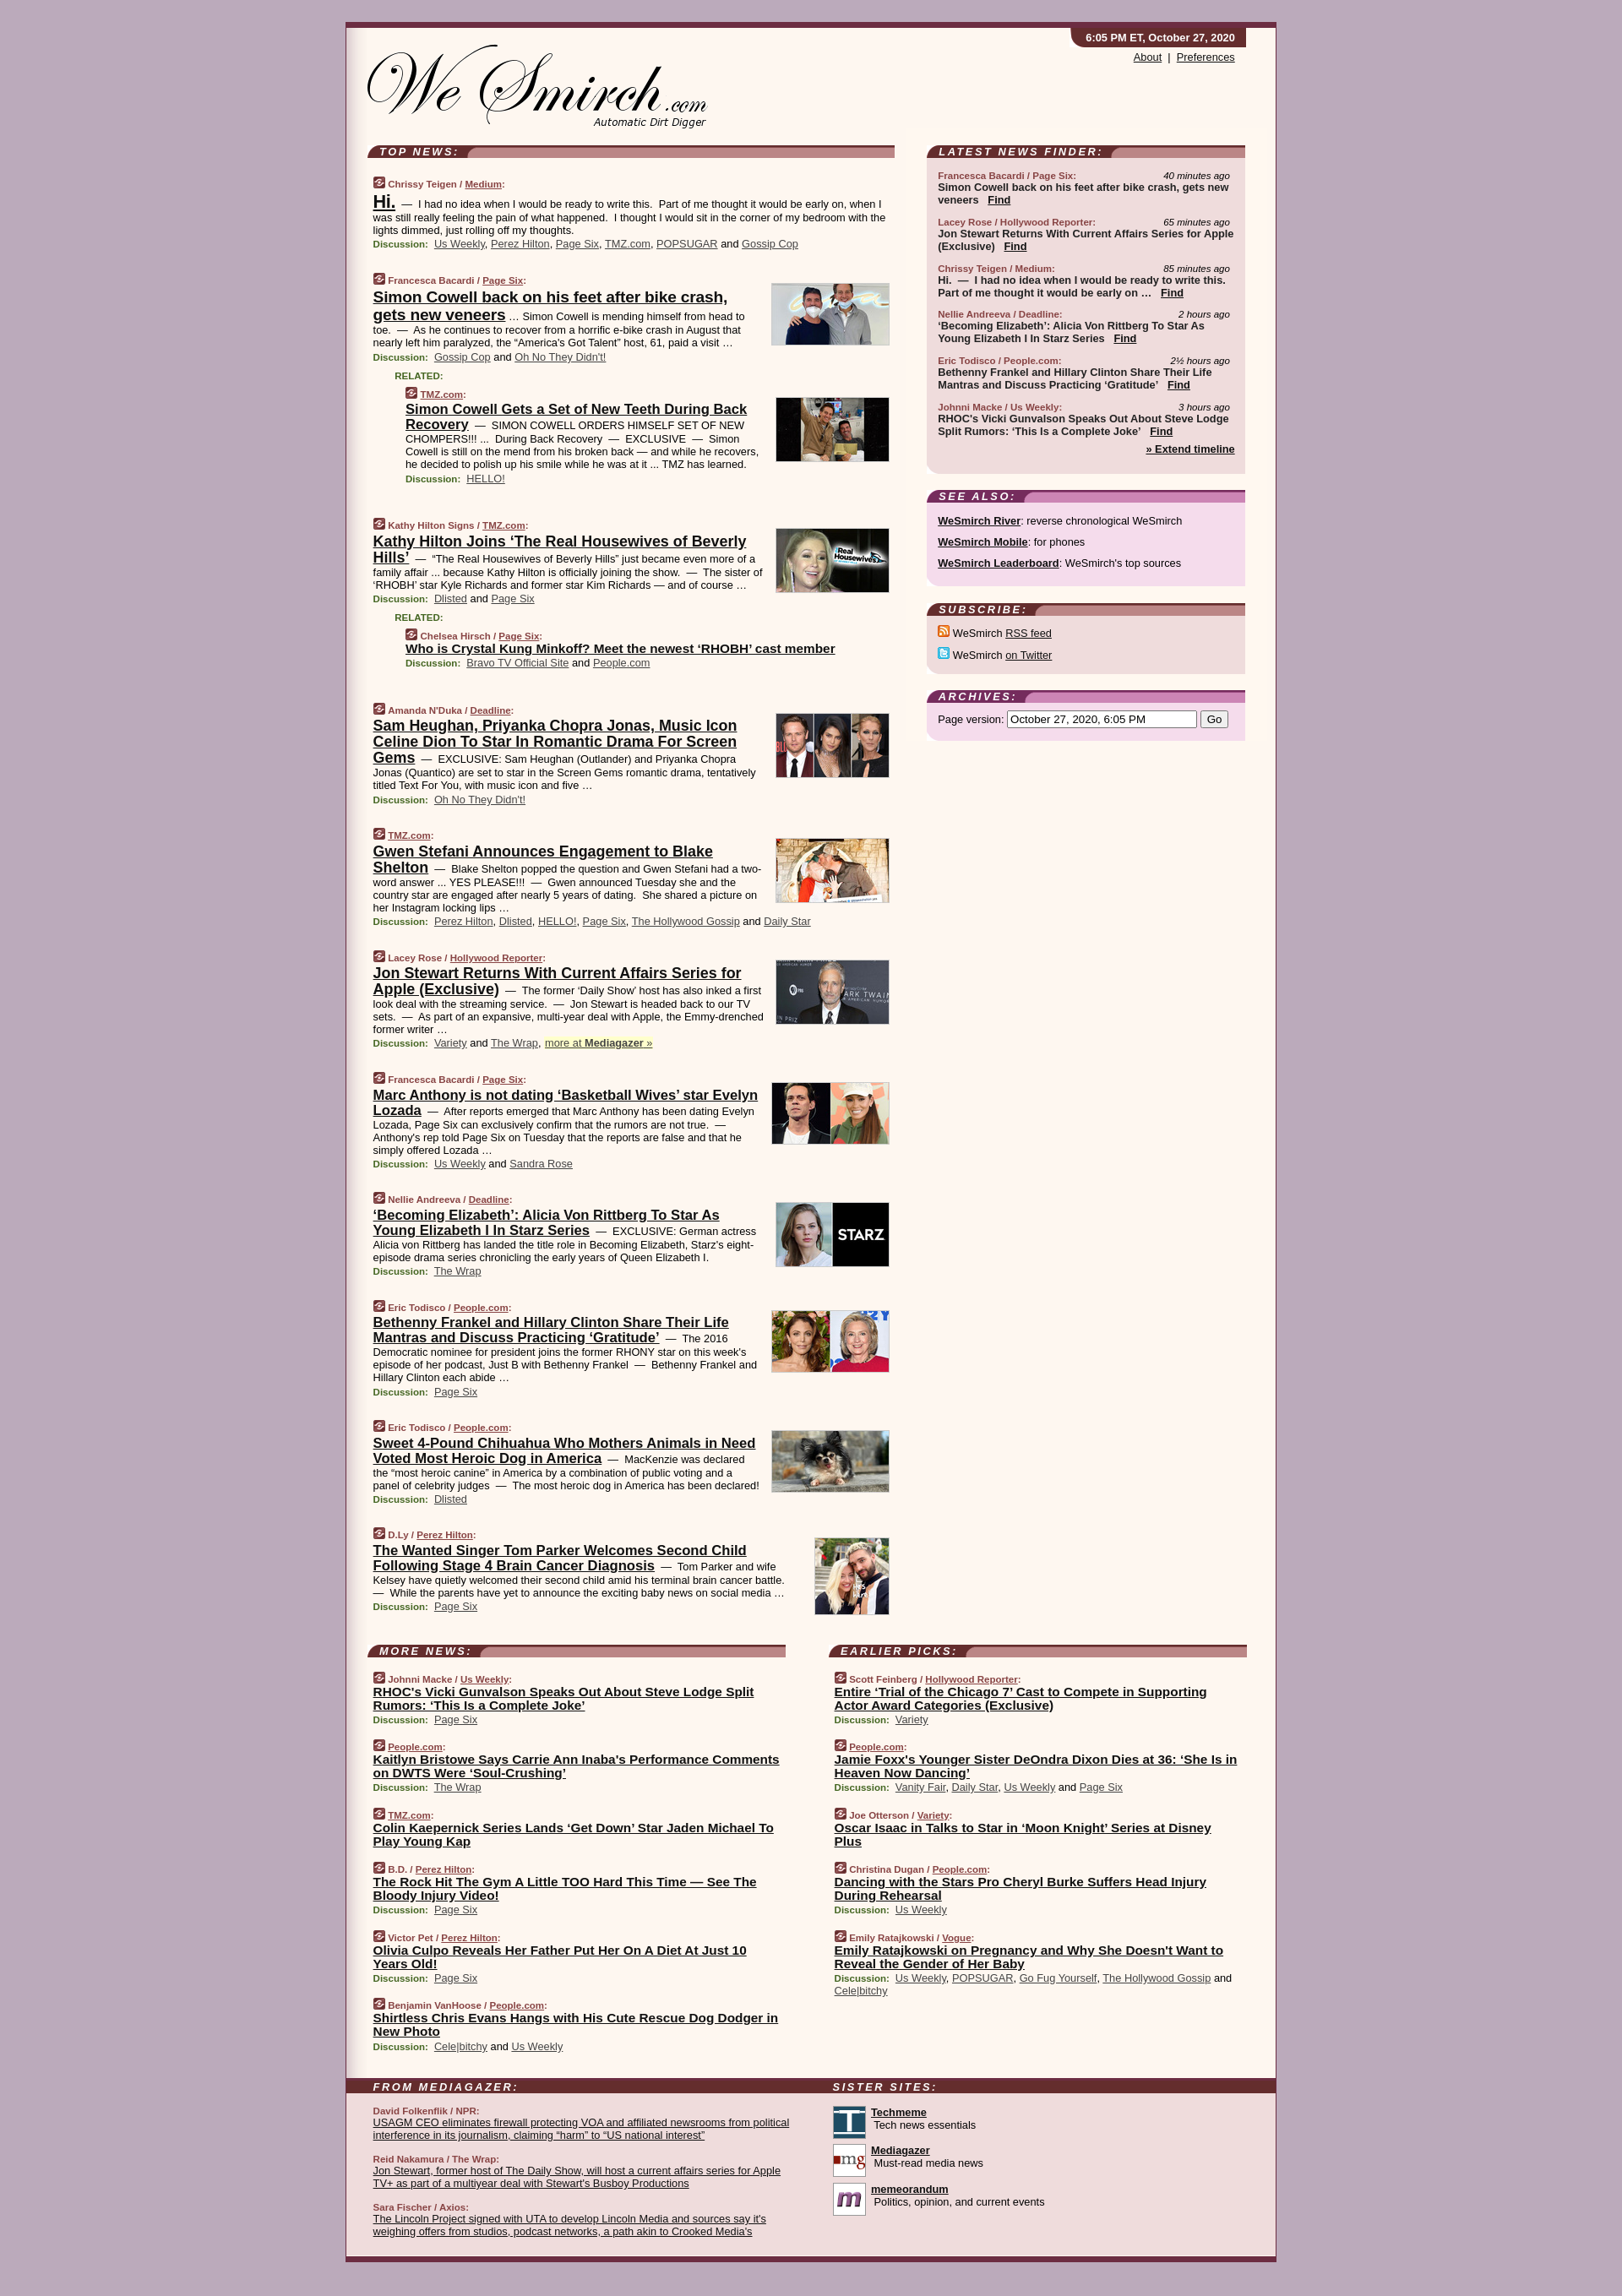 6:05 PM ET, October 27, 2020
About | Preferences
We Smirch .com
Automatic Dirt Digger
TOP NEWS:
Chrissy Teigen / Medium:
Hi. — I had no idea when I would be ready to write this. Part of me thought it would be early on, when I
was still really feeling the pain of what happened. I thought I would sit in the corner of my bedroom with the
lights dimmed, just rolling off my thoughts.
Discussion: Us Weekly, Perez Hilton, Page Six, TMZ.com, POPSUGAR and Gossip Cop
Francesca Bacardi / Page Six:
Simon Cowell back on his feet after bike crash,
gets new veneers … Simon Cowell is mending himself from head to
toe. — As he continues to recover from a horrific e-bike crash in August that
nearly left him paralyzed, the “America's Got Talent” host, 61, paid a visit …
Discussion: Gossip Cop and Oh No They Didn't!
RELATED:
TMZ.com:
Simon Cowell Gets a Set of New Teeth During Back
Recovery — SIMON COWELL ORDERS HIMSELF SET OF NEW
CHOMPERS!!! ... During Back Recovery — EXCLUSIVE — Simon
Cowell is still on the mend from his broken back — and while he recovers,
he decided to polish up his smile while he was at it ... TMZ has learned.
Discussion: HELLO!
Kathy Hilton Signs / TMZ.com:
Kathy Hilton Joins ‘The Real Housewives of Beverly
Hills’ — “The Real Housewives of Beverly Hills” just became even more of a
family affair ... because Kathy Hilton is officially joining the show. — The sister of
‘RHOBH’ star Kyle Richards and former star Kim Richards — and of course …
Discussion: Dlisted and Page Six
Real Housewives
RELATED:
Chelsea Hirsch / Page Six:
Who is Crystal Kung Minkoff? Meet the newest ‘RHOBH’ cast member
Discussion: Bravo TV Official Site and People.com
Amanda N'Duka / Deadline:
Sam Heughan, Priyanka Chopra Jonas, Music Icon
Celine Dion To Star In Romantic Drama For Screen
Gems — EXCLUSIVE: Sam Heughan (Outlander) and Priyanka Chopra
Jonas (Quantico) are set to star in the Screen Gems romantic drama, tentatively
titled Text For You, with music icon and five …
Discussion: Oh No They Didn't!
TMZ.com:
Gwen Stefani Announces Engagement to Blake
Shelton — Blake Shelton popped the question and Gwen Stefani had a two-
word answer ... YES PLEASE!!! — Gwen announced Tuesday she and the
country star are engaged after nearly 5 years of dating. She shared a picture on
her Instagram locking lips …
Discussion: Perez Hilton, Dlisted, HELLO!, Page Six, The Hollywood Gossip and Daily Star
Lacey Rose / Hollywood Reporter:
Jon Stewart Returns With Current Affairs Series for
Apple (Exclusive) — The former ‘Daily Show’ host has also inked a first
look deal with the streaming service. — Jon Stewart is headed back to our TV
sets. — As part of an expansive, multi-year deal with Apple, the Emmy-drenched
former writer …
Discussion: Variety and The Wrap, more at Mediagazer »
PBS
ARK TWAIN
Francesca Bacardi / Page Six:
Marc Anthony is not dating ‘Basketball Wives’ star Evelyn
Lozada — After reports emerged that Marc Anthony has been dating Evelyn
Lozada, Page Six can exclusively confirm that the rumors are not true. —
Anthony's rep told Page Six on Tuesday that the reports are false and that he
simply offered Lozada …
Discussion: Us Weekly and Sandra Rose
Nellie Andreeva / Deadline:
‘Becoming Elizabeth’: Alicia Von Rittberg To Star As
Young Elizabeth I In Starz Series — EXCLUSIVE: German actress
Alicia von Rittberg has landed the title role in Becoming Elizabeth, Starz's eight-
episode drama series chronicling the early years of Queen Elizabeth I.
Discussion: The Wrap
STARZ
Eric Todisco / People.com:
Bethenny Frankel and Hillary Clinton Share Their Life
Mantras and Discuss Practicing ‘Gratitude’ — The 2016
Democratic nominee for president joins the former RHONY star on this week's
episode of her podcast, Just B with Bethenny Frankel — Bethenny Frankel and
Hillary Clinton each abide …
Discussion: Page Six
Eric Todisco / People.com:
Sweet 4-Pound Chihuahua Who Mothers Animals in Need
Voted Most Heroic Dog in America — MacKenzie was declared
the “most heroic canine” in America by a combination of public voting and a
panel of celebrity judges — The most heroic dog in America has been declared!
Discussion: Dlisted
D.Ly / Perez Hilton:
The Wanted Singer Tom Parker Welcomes Second Child
Following Stage 4 Brain Cancer Diagnosis — Tom Parker and wife
Kelsey have quietly welcomed their second child amid his terminal brain cancer battle.
— While the parents have yet to announce the exciting baby news on social media …
Discussion: Page Six
LATEST NEWS FINDER:
Francesca Bacardi / Page Six: 40 minutes ago
Simon Cowell back on his feet after bike crash, gets new
veneers Find
Lacey Rose / Hollywood Reporter: 65 minutes ago
Jon Stewart Returns With Current Affairs Series for Apple
(Exclusive) Find
Chrissy Teigen / Medium: 85 minutes ago
Hi. — I had no idea when I would be ready to write this.
Part of me thought it would be early on … Find
Nellie Andreeva / Deadline: 2 hours ago
‘Becoming Elizabeth’: Alicia Von Rittberg To Star As
Young Elizabeth I In Starz Series Find
Eric Todisco / People.com: 2½ hours ago
Bethenny Frankel and Hillary Clinton Share Their Life
Mantras and Discuss Practicing ‘Gratitude’ Find
Johnni Macke / Us Weekly: 3 hours ago
RHOC's Vicki Gunvalson Speaks Out About Steve Lodge
Split Rumors: ‘This Is a Complete Joke’ Find
» Extend timeline
SEE ALSO:
WeSmirch River: reverse chronological WeSmirch
WeSmirch Mobile: for phones
WeSmirch Leaderboard: WeSmirch's top sources
SUBSCRIBE:
WeSmirch RSS feed
WeSmirch on Twitter
ARCHIVES:
Page version: October 27, 2020, 6:05 PM Go
MORE NEWS:
Johnni Macke / Us Weekly:
RHOC's Vicki Gunvalson Speaks Out About Steve Lodge Split
Rumors: ‘This Is a Complete Joke’
Discussion: Page Six
People.com:
Kaitlyn Bristowe Says Carrie Ann Inaba's Performance Comments
on DWTS Were ‘Soul-Crushing’
Discussion: The Wrap
TMZ.com:
Colin Kaepernick Series Lands ‘Get Down’ Star Jaden Michael To
Play Young Kap
B.D. / Perez Hilton:
The Rock Hit The Gym A Little TOO Hard This Time — See The
Bloody Injury Video!
Discussion: Page Six
Victor Pet / Perez Hilton:
Olivia Culpo Reveals Her Father Put Her On A Diet At Just 10
Years Old!
Discussion: Page Six
Benjamin VanHoose / People.com:
Shirtless Chris Evans Hangs with His Cute Rescue Dog Dodger in
New Photo
Discussion: Cele|bitchy and Us Weekly
EARLIER PICKS:
Scott Feinberg / Hollywood Reporter:
Entire ‘Trial of the Chicago 7’ Cast to Compete in Supporting
Actor Award Categories (Exclusive)
Discussion: Variety
People.com:
Jamie Foxx's Younger Sister DeOndra Dixon Dies at 36: ‘She Is in
Heaven Now Dancing’
Discussion: Vanity Fair, Daily Star, Us Weekly and Page Six
Joe Otterson / Variety:
Oscar Isaac in Talks to Star in ‘Moon Knight’ Series at Disney
Plus
Christina Dugan / People.com:
Dancing with the Stars Pro Cheryl Burke Suffers Head Injury
During Rehearsal
Discussion: Us Weekly
Emily Ratajkowski / Vogue:
Emily Ratajkowski on Pregnancy and Why She Doesn't Want to
Reveal the Gender of Her Baby
Discussion: Us Weekly, POPSUGAR, Go Fug Yourself, The Hollywood Gossip and
Cele|bitchy
FROM MEDIAGAZER:
David Folkenflik / NPR:
USAGM CEO eliminates firewall protecting VOA and affiliated newsrooms from political
interference in its journalism, claiming “harm” to “US national interest”
Reid Nakamura / The Wrap:
Jon Stewart, former host of The Daily Show, will host a current affairs series for Apple
TV+ as part of a multiyear deal with Stewart's Busboy Productions
Sara Fischer / Axios:
The Lincoln Project signed with UTA to develop Lincoln Media and sources say it's
weighing offers from studios, podcast networks, a path akin to Crooked Media's
SISTER SITES:
T
Techmeme
Tech news essentials
mg
Mediagazer
Must-read media news
m
memeorandum
Politics, opinion, and current events